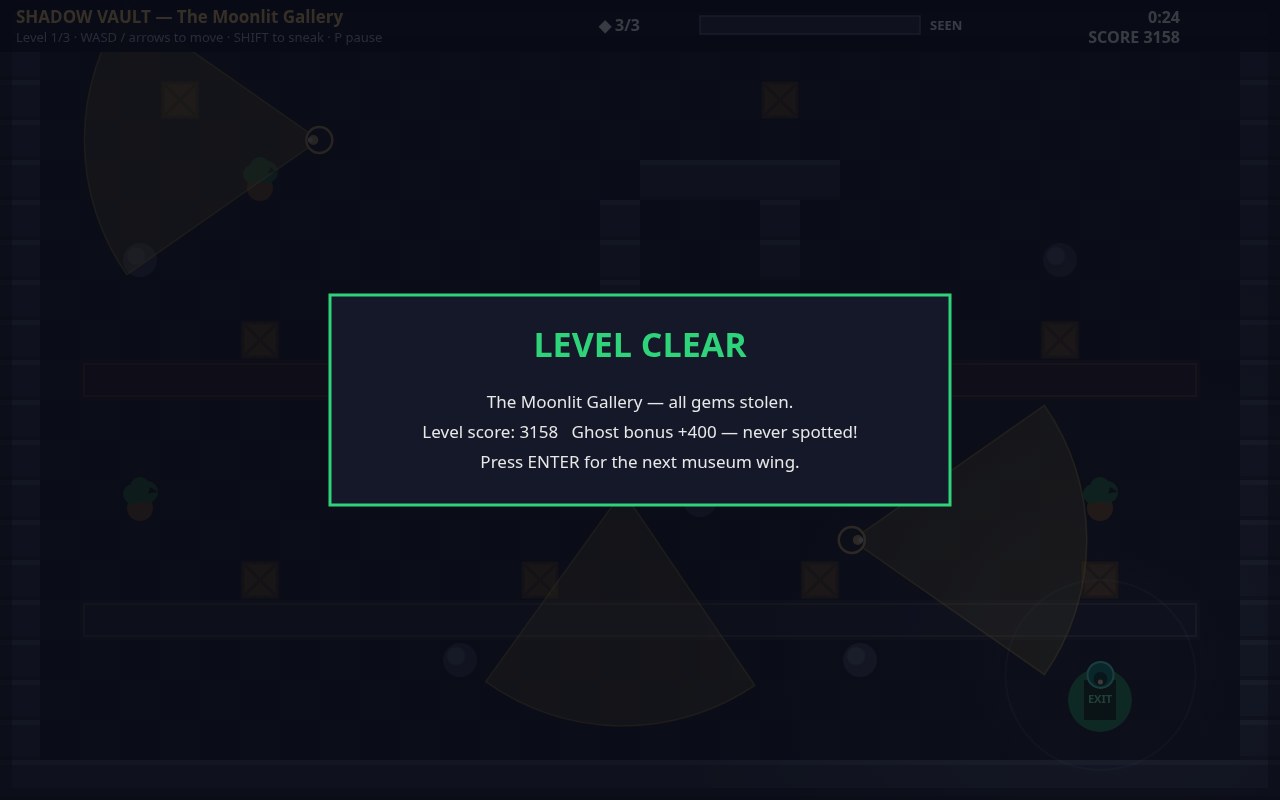 SHADOW VAULT — The Moonlit Gallery
Level 1/3 · WASD / arrows to move · SHIFT to sneak · P pause
◆ 3/3
SEEN
0:24
SCORE 3158
LEVEL CLEAR
The Moonlit Gallery — all gems stolen.
Level score: 3158   Ghost bonus +400 — never spotted!
Press ENTER for the next museum wing.
EXIT